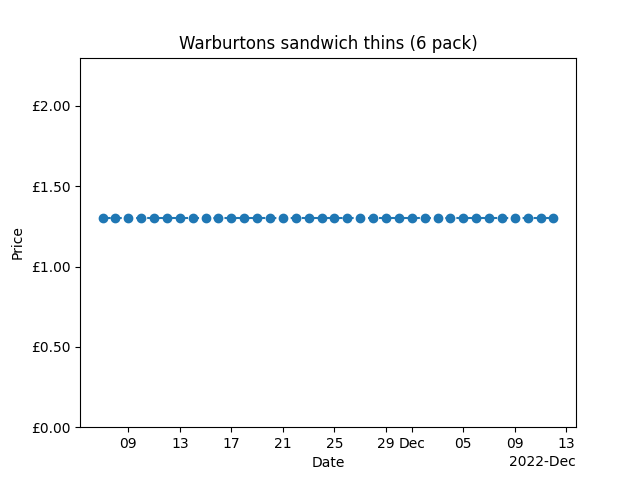 Warburtons sandwich thins (6 pack)
£2.00
£1.50
£1.00
£0.50
£0.00
Price
09 13 17 21 25 29 Dec 05 09 13
Date
2022-Dec